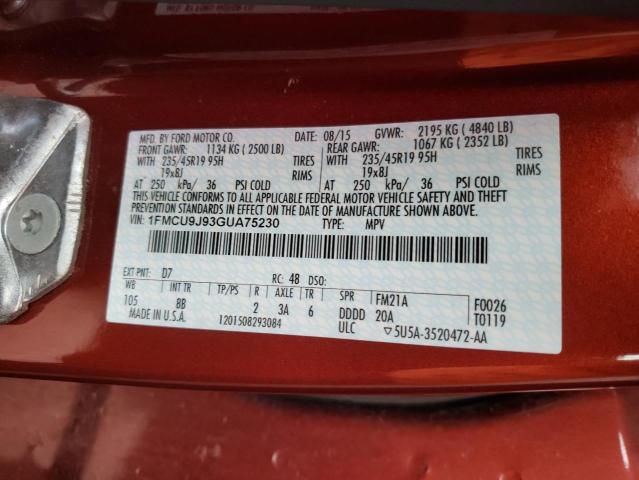 MFD. BY FORD MOTOR CO. 08/15 GVWR: 2195 KG ( 4840 LB)
FRONT GAWR: 1134 KG ( 2500 LB) REAR GAWR: 1067 KG ( 2352 LB)
WITH 235/45R19 95H TIRES WITH 235/45R19 95H TIRES
19x8J RIMS 19x8J RIMS
AT 250 kPa/ 36 PSI COLD AT 250 kPa/ 36 PSI COLD
THIS VEHICLE CONFORMS TO ALL APPLICABLE FEDERAL MOTOR VEHICLE SAFETY AND THEFT
PREVENTION STANDARDS IN EFFECT ON THE DATE OF MANUFACTURE SHOWN ABOVE.
VIN: 1FMCU9J93GUA75230 TYPE: MPV
EXT PNT: D7 RC: 48 DSO:
WB INT TR TP/PS R AXLE TR SPR FM21A F0026
105 8B 2 3A 6 DDDD 20A T0119
MADE IN U.S.A. 1201508293084 ULC ▽5U5A-3520472-AA